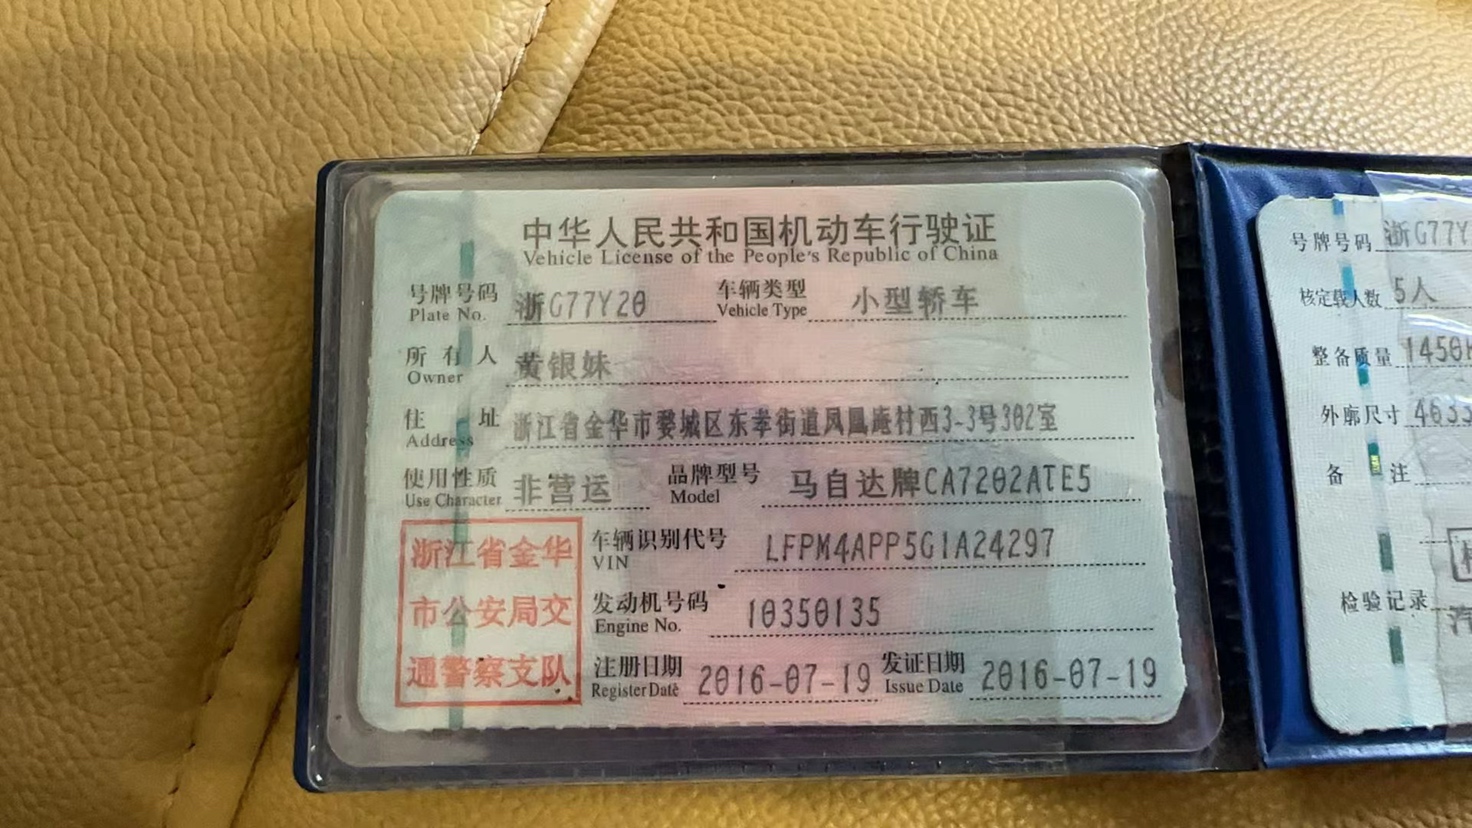 中华人民共和国机动车行驶证
Vehicle License of the People's Republic of China
号牌号码 浙G77Y20 车辆类型 小型轿车
Plate No. Vehicle Type
所有人 黄银妹
Owner
住址 浙江省金华市婺城区东孝街道凤凰庵村西3-3号302室
Address
使用性质 非营运 品牌型号 马自达牌CA7202ATE5
Use Character Model
浙江省金华
市公安局交
通警察支队
车辆识别代号 LFPM4APP5G1A24297
VIN
发动机号码 10350135
Engine No.
注册日期 2016-07-19 发证日期 2016-07-19
Register Date Issue Date
号牌号码 浙G77Y
核定载人数 5人
整备质量 1450
外廓尺寸 463
备注
检验记录